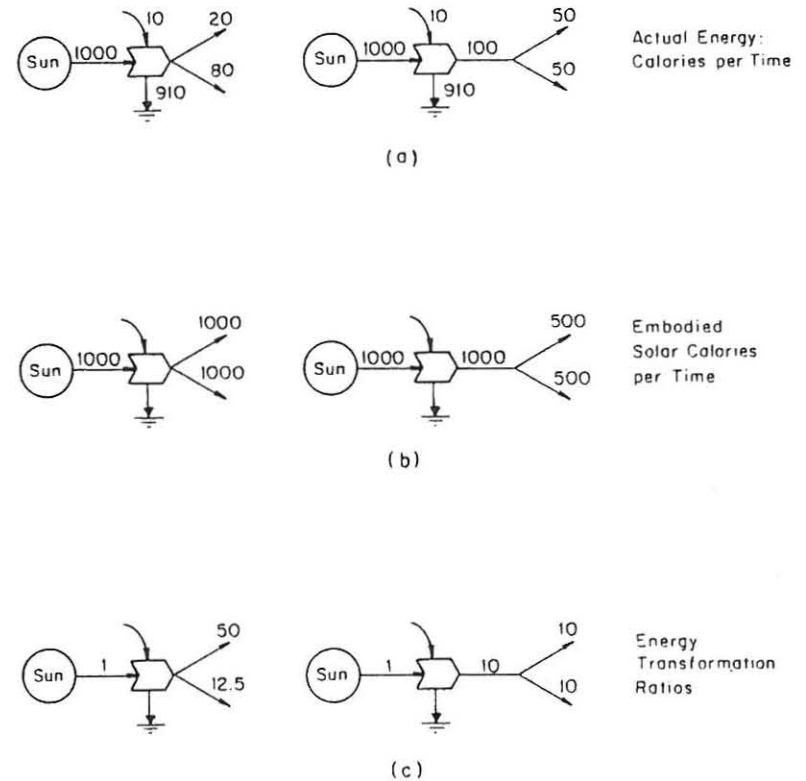 10
20
Sun
1000
80
910
10
50
Sun
1000
100
50
910
Actual Energy:
Calories per Time
(a)
1000
Sun
1000
1000
500
Sun
1000
1000
500
Embodied
Solar Calories
per Time
(b)
50
Sun
1
12.5
10
Sun
1
10
10
Energy
Transformation
Ratios
(c)